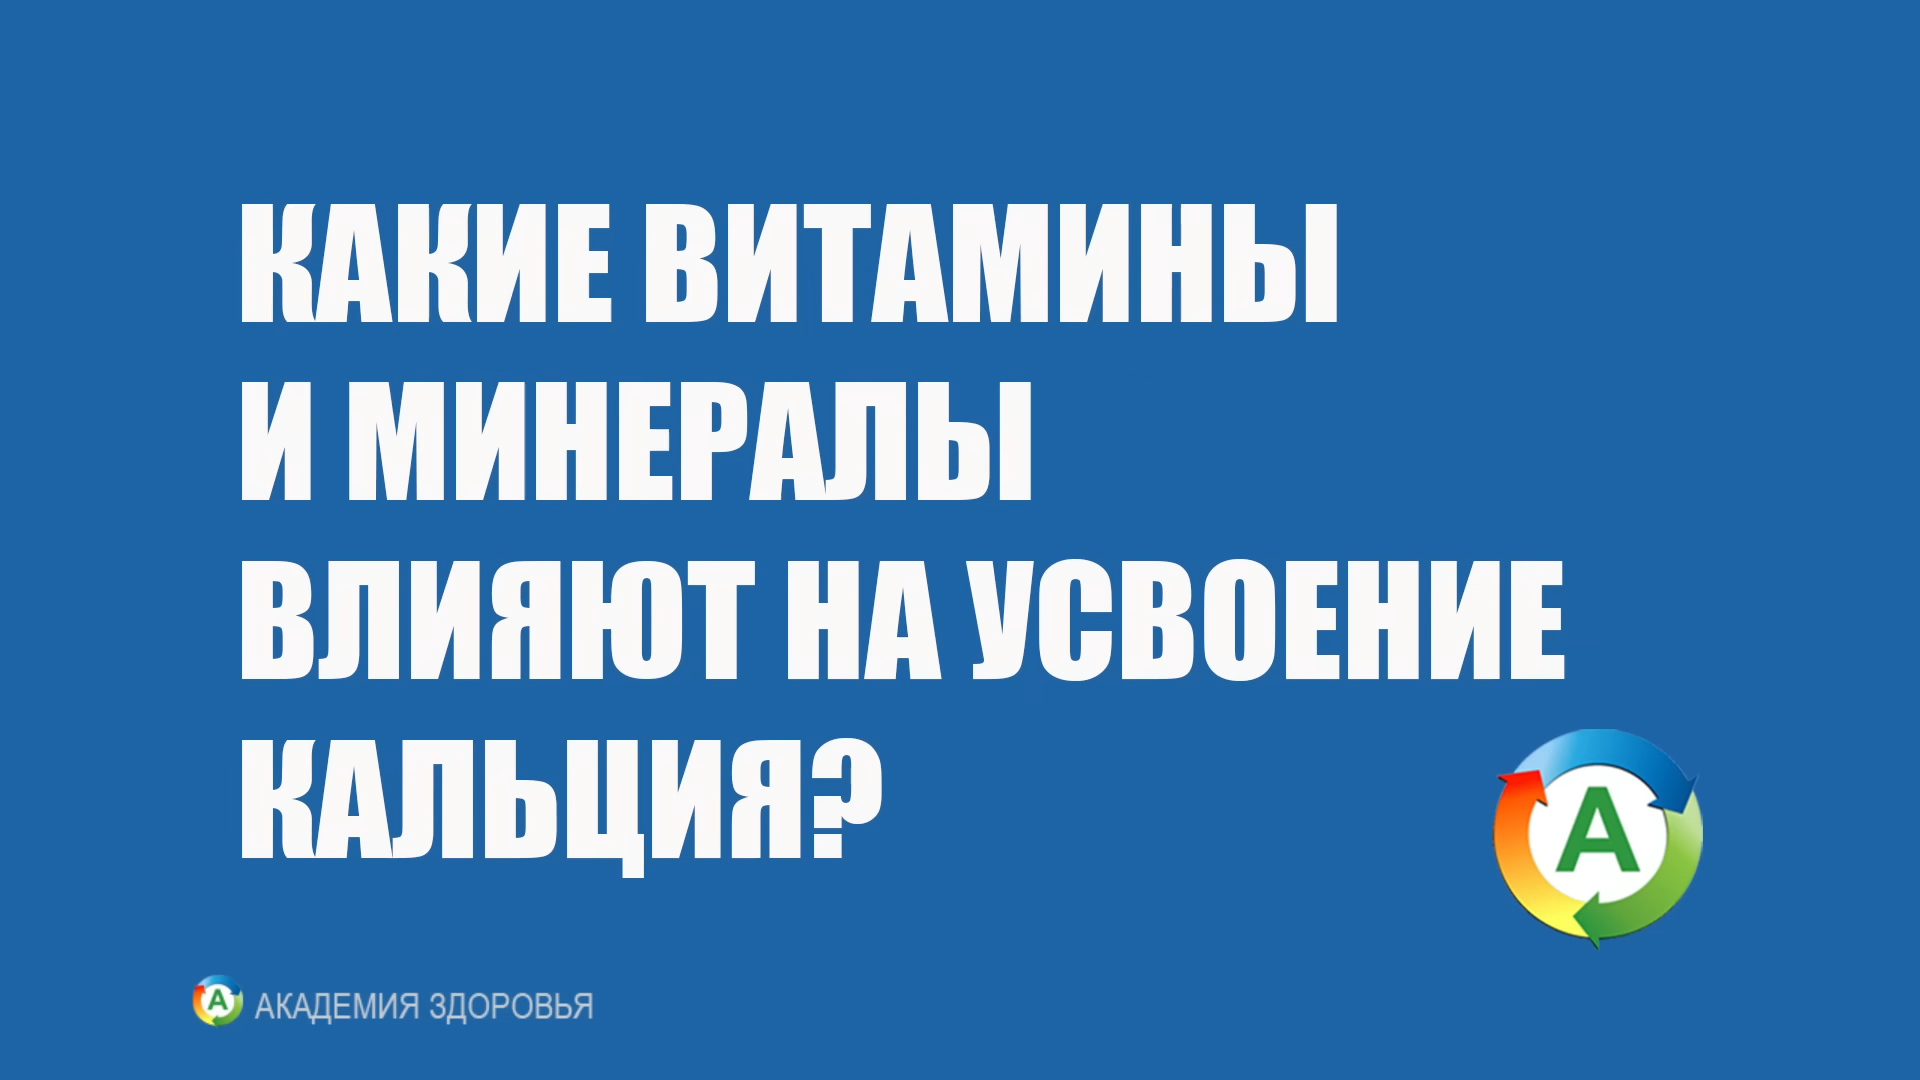 КАКИЕ ВИТАМИНЫ
И МИНЕРАЛЫ
ВЛИЯЮТ НА УСВОЕНИЕ
КАЛЬЦИЯ?
А
А АКАДЕМИЯ ЗДОРОВЬЯ